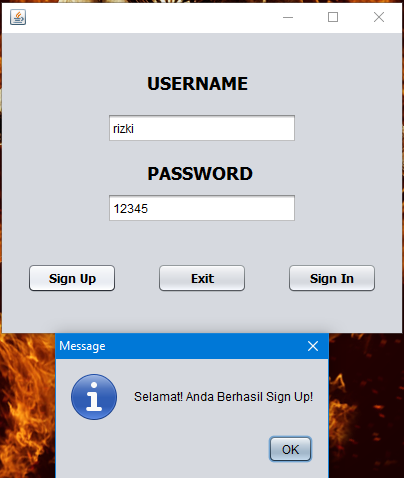 USERNAME
rizki
PASSWORD
12345
Sign Up
Exit
Sign In
Message
Selamat! Anda Berhasil Sign Up!
OK